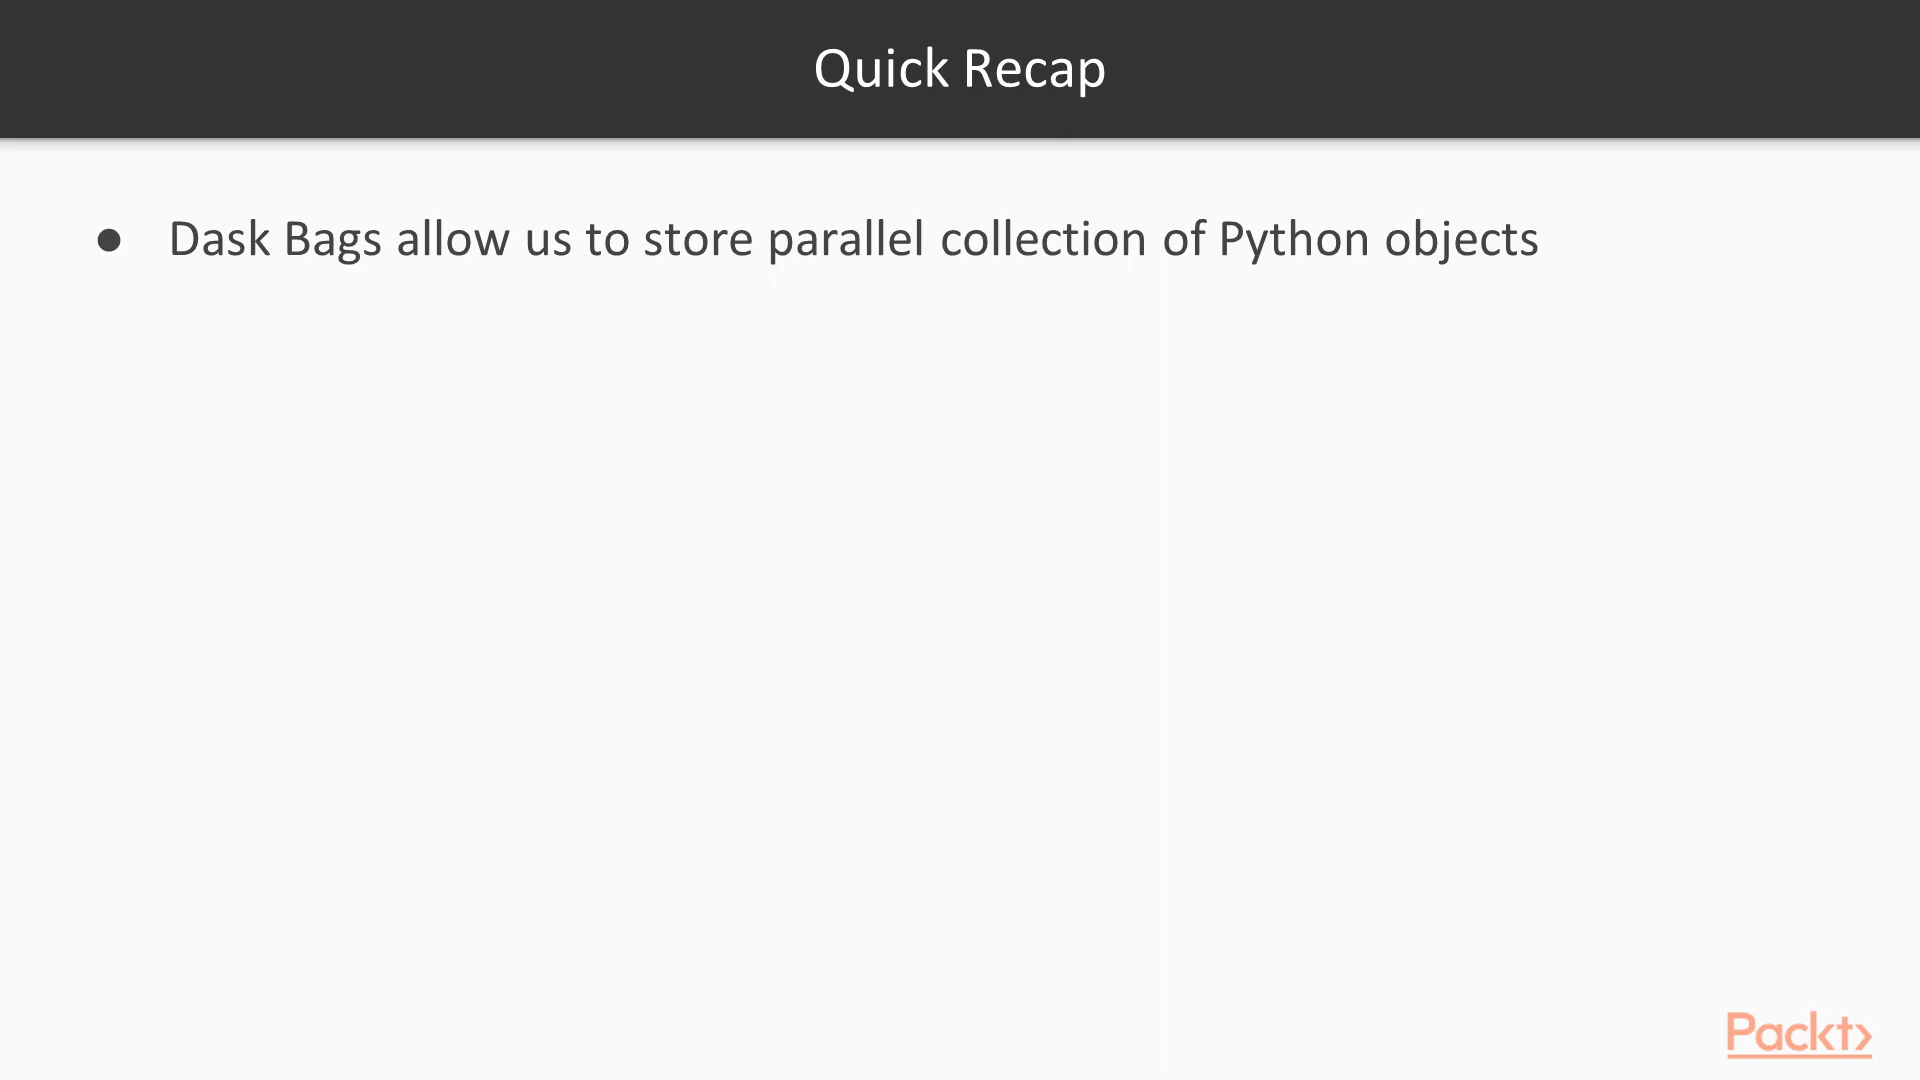 Quick Recap
● Dask Bags allow us to store parallel collection of Python objects
Packt>